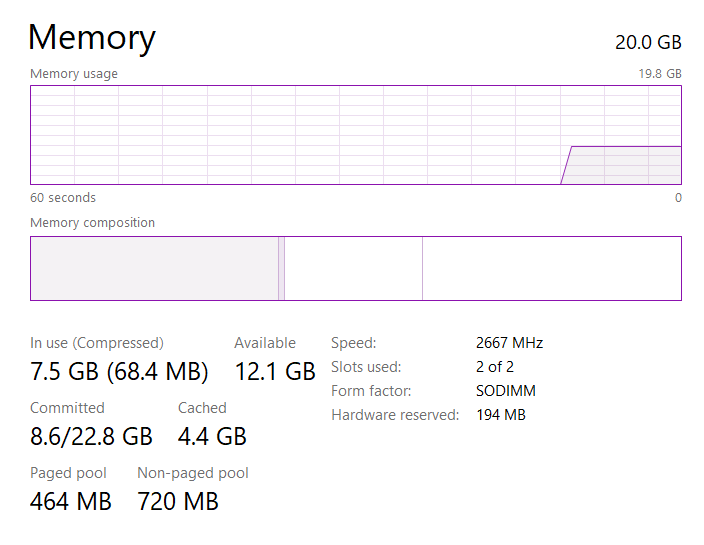 Memory 20.0 GB
Memory usage 19.8 GB
60 seconds 0
Memory composition
In use (Compressed) Available
7.5 GB (68.4 MB) 12.1 GB
Committed Cached
8.6/22.8 GB 4.4 GB
Paged pool Non-paged pool
464 MB 720 MB
Speed: 2667 MHz
Slots used: 2 of 2
Form factor: SODIMM
Hardware reserved: 194 MB